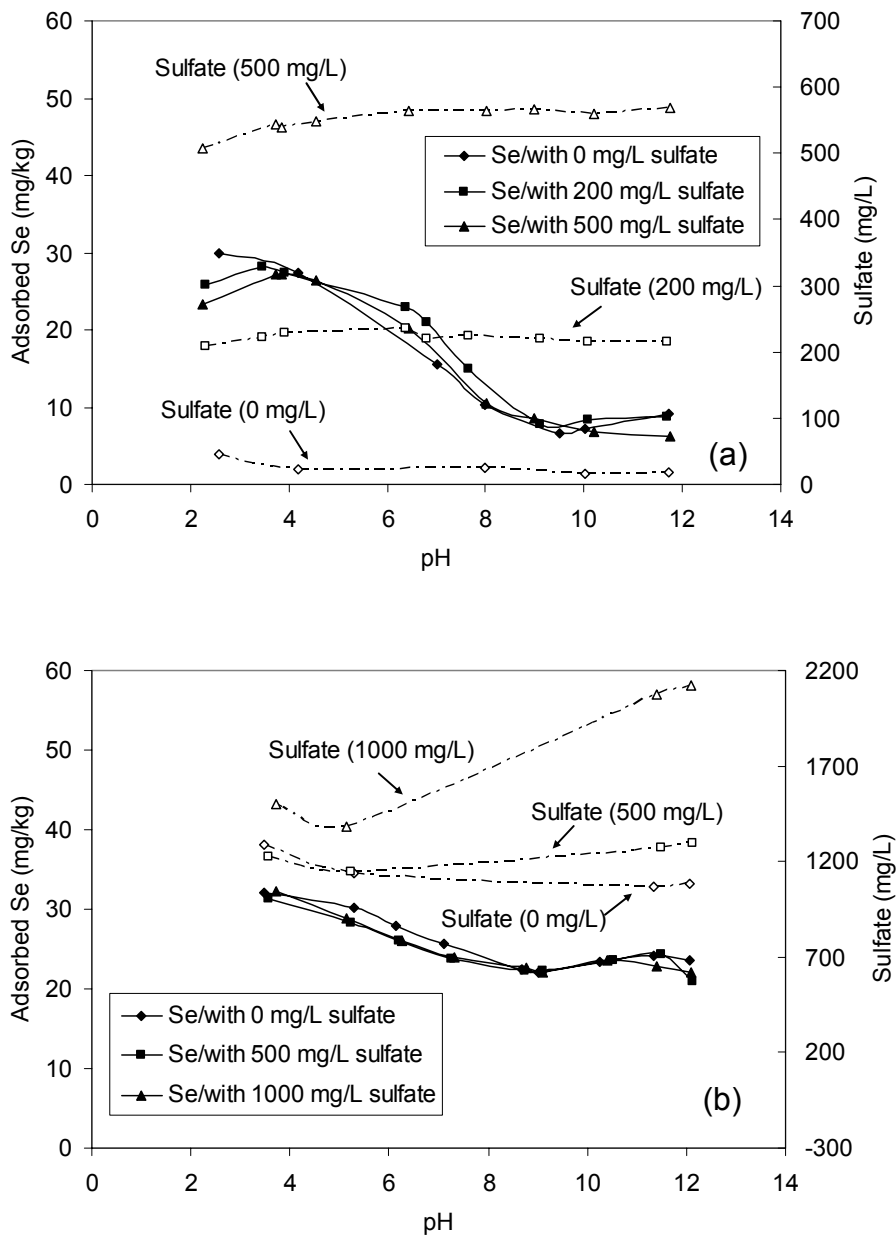 60
50
40
30
20
10
0
Adsorbed Se (mg/kg)
700
600
500
400
300
200
100
0
Sulfate (mg/L)
0 2 4 6 8 10 12 14
pH
Sulfate (500 mg/L)
Se/with 0 mg/L sulfate
Se/with 200 mg/L sulfate
Se/with 500 mg/L sulfate
Sulfate (200 mg/L)
Sulfate (0 mg/L)
(a)
60
50
40
30
20
10
0
Adsorbed Se (mg/kg)
2200
1700
1200
700
200
-300
Sulfate (mg/L)
0 2 4 6 8 10 12 14
pH
Sulfate (1000 mg/L)
Sulfate (500 mg/L)
Sulfate (0 mg/L)
Se/with 0 mg/L sulfate
Se/with 500 mg/L sulfate
Se/with 1000 mg/L sulfate
(b)